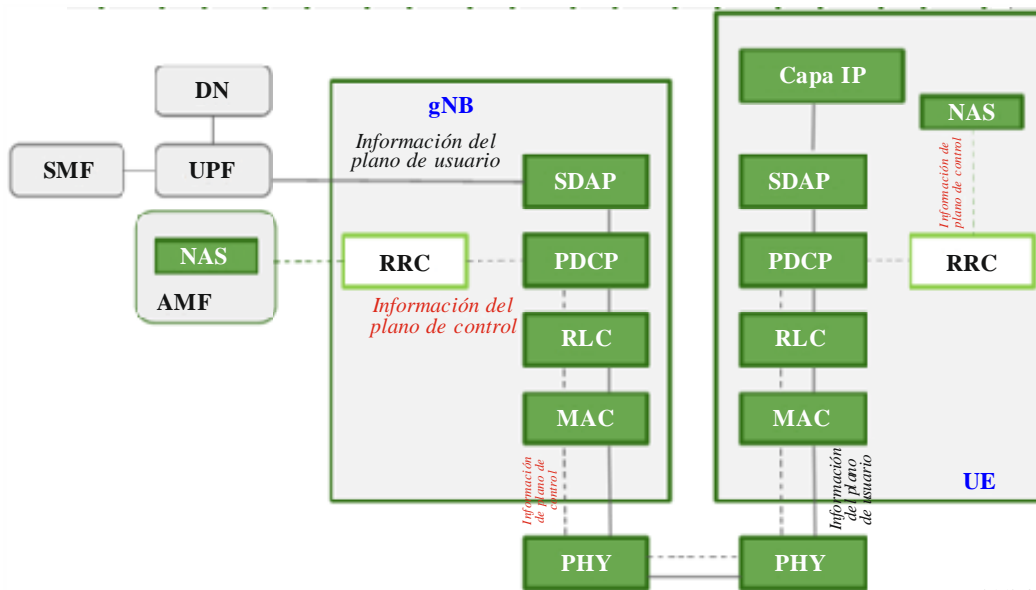 DN
SMF
UPF
NAS
AMF
gNB
Información del
plano de usuario
SDAP
RRC
PDCP
Información del
plano de control
RLC
MAC
Información
de plano de
control
PHY
Capa IP
NAS
Información de
plano de control
SDAP
PDCP
RRC
RLC
MAC
Información
del plano
de usuario
UE
PHY